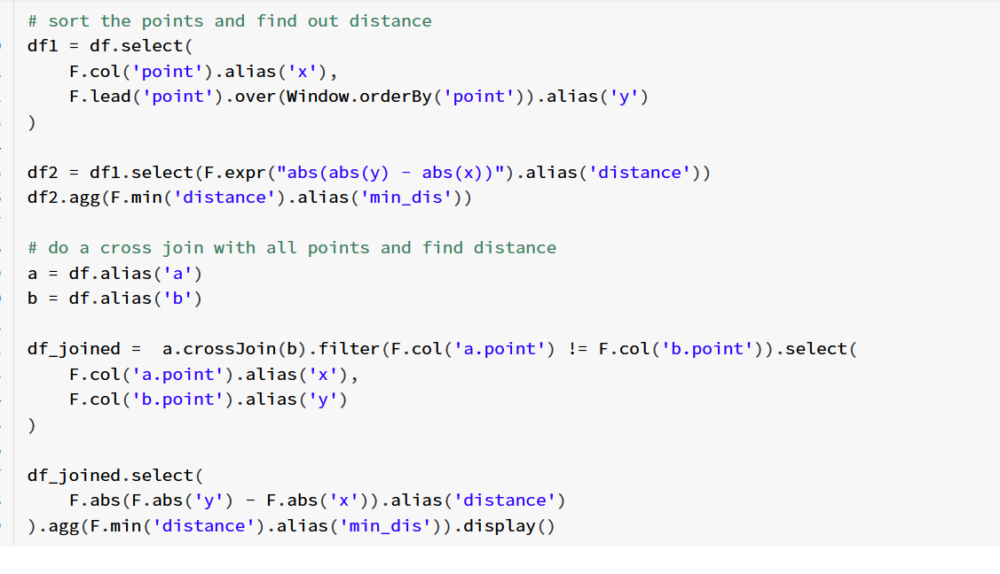 # sort the points and find out distance
df1 = df.select(
    F.col('point').alias('x'),
    F.lead('point').over(Window.orderBy('point')).alias('y')
)

df2 = df1.select(F.expr("abs(abs(y) - abs(x))").alias('distance'))
df2.agg(F.min('distance').alias('min_dis'))

# do a cross join with all points and find distance
a = df.alias('a')
b = df.alias('b')

df_joined =  a.crossJoin(b).filter(F.col('a.point') != F.col('b.point')).select(
    F.col('a.point').alias('x'),
    F.col('b.point').alias('y')
)

df_joined.select(
    F.abs(F.abs('y') - F.abs('x')).alias('distance')
).agg(F.min('distance').alias('min_dis')).display()